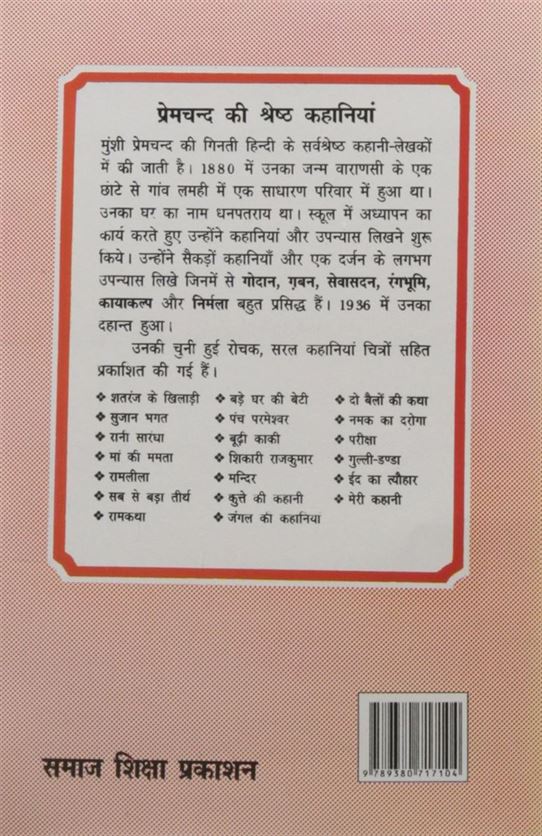 प्रेमचन्द की श्रेष्ठ कहानियां
मुंशी प्रेमचन्द की गिनती हिन्दी के सर्वश्रेष्ठ कहानी-लेखकों
में की जाती है। 1880 में उनका जन्म वाराणसी के एक
छोटे से गांव लमही में एक साधारण परिवार में हुआ था।
उनका घर का नाम धनपतराय था। स्कूल में अध्यापन का
कार्य करते हुए उन्होंने कहानियां और उपन्यास लिखने शुरू
किये। उन्होंने सैकड़ों कहानियाँ और एक दर्जन के लगभग
उपन्यास लिखे जिनमें से गोदान, ग़बन, सेवासदन, रंगभूमि,
कायाकल्प और निर्मला बहुत प्रसिद्ध हैं। 1936 में उनका
दहान्त हुआ।
उनकी चुनी हुई रोचक, सरल कहानियां चित्रों सहित
प्रकाशित की गई हैं।
❖ शतरंज के खिलाड़ी ❖ बड़े घर की बेटी ❖ दो बैलों की कथा
❖ सुजान भगत ❖ पंच परमेश्वर ❖ नमक का दरोगा
❖ रानी सारंधा ❖ बूढ़ी काकी ❖ परीक्षा
❖ मां की ममता ❖ शिकारी राजकुमार ❖ गुल्ली-डण्डा
❖ रामलीला ❖ मन्दिर ❖ ईद का त्यौहार
❖ सब से बड़ा तीर्थ ❖ कुत्ते की कहानी ❖ मेरी कहानी
❖ रामकथा ❖ जंगल की कहानिया
समाज शिक्षा प्रकाशन
9 789380 717104